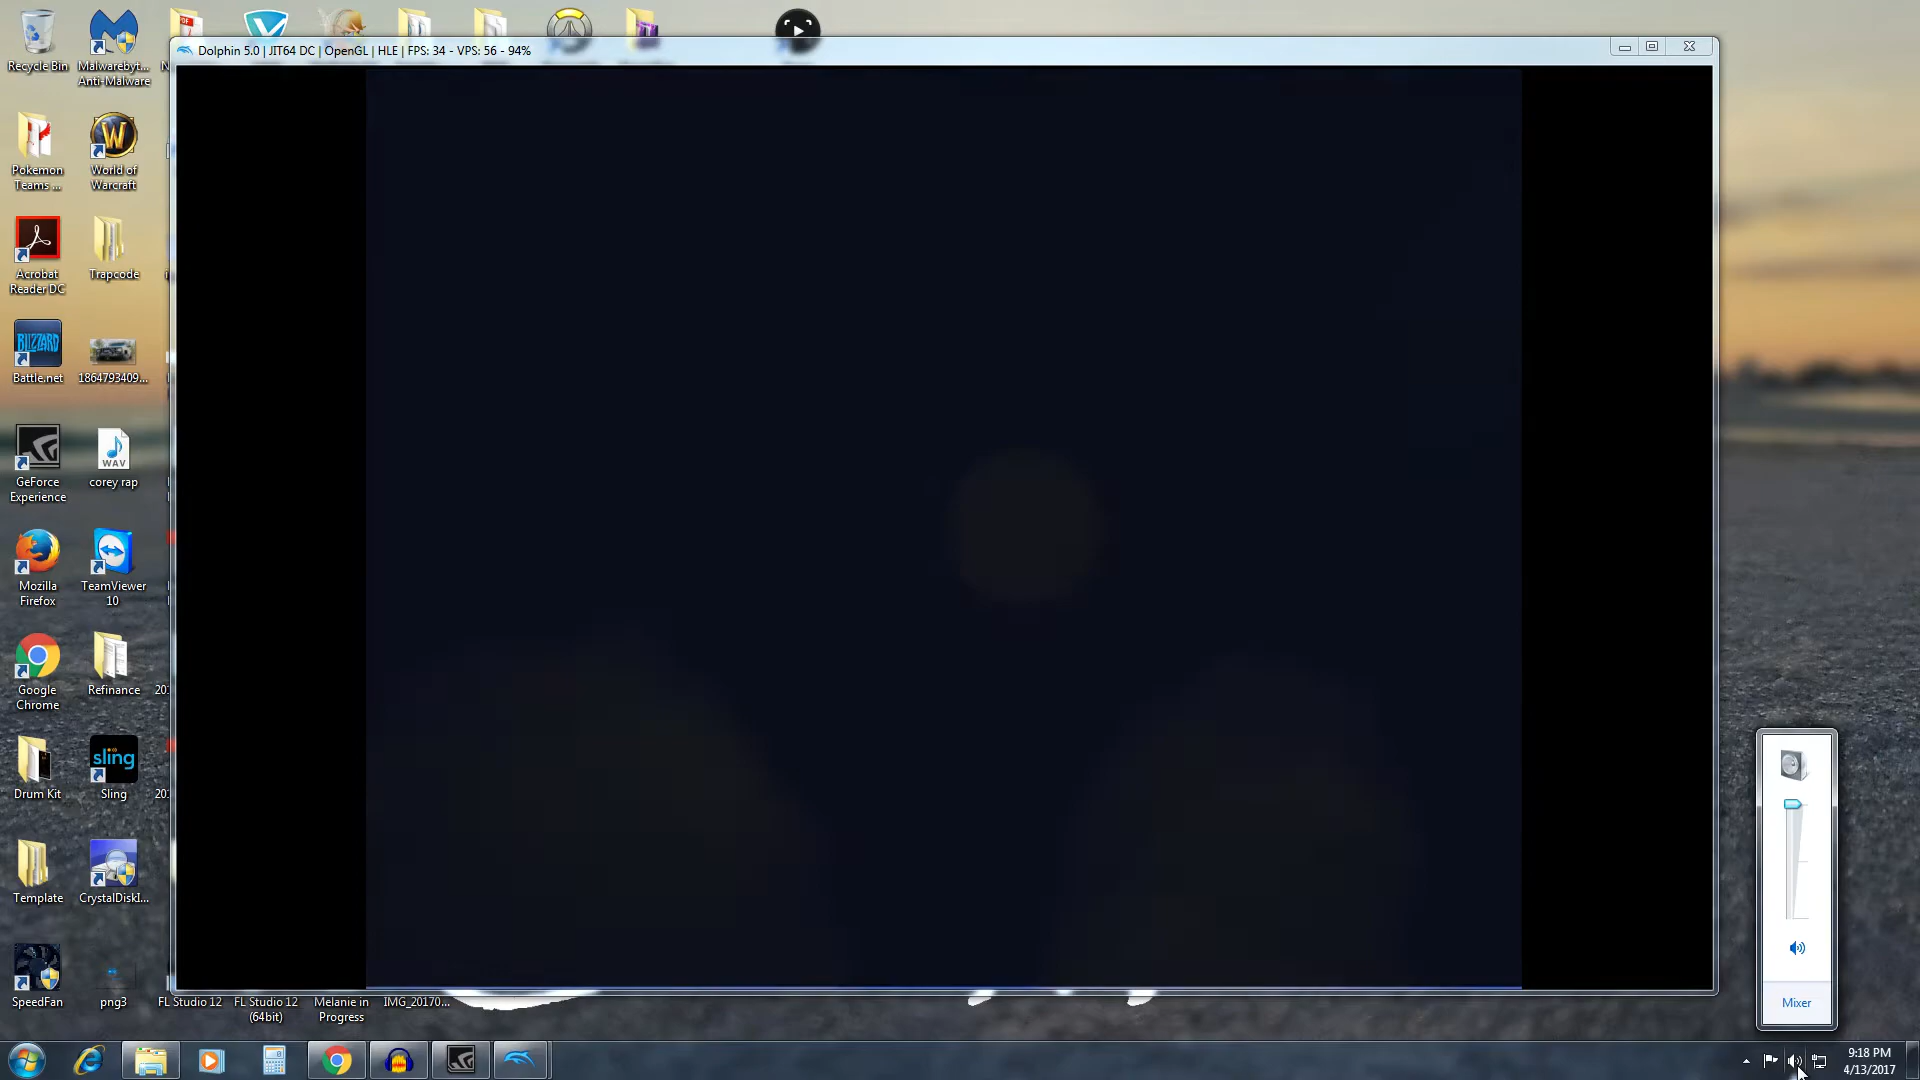 Dolphin 5.0 | JIT64 DC | OpenGL | HLE | FPS: 34 - VPS: 56 - 94%
Recycle Bin
Malwarebyt...
Anti-Malware
Pokemon
Teams ...
World of
Warcraft
Acrobat
Reader DC
Trapcode
BLIZZARD
Battle.net
1864793409...
GeForce
Experience
WAV
corey rap
Mozilla
Firefox
TeamViewer
10
Google
Chrome
Refinance
Drum Kit
sling
Sling
Template
CrystalDiskI...
SpeedFan
png3
FL Studio 12
FL Studio 12
(64bit)
Melanie in
Progress
IMG_20170...
Mixer
9:18 PM
4/13/2017